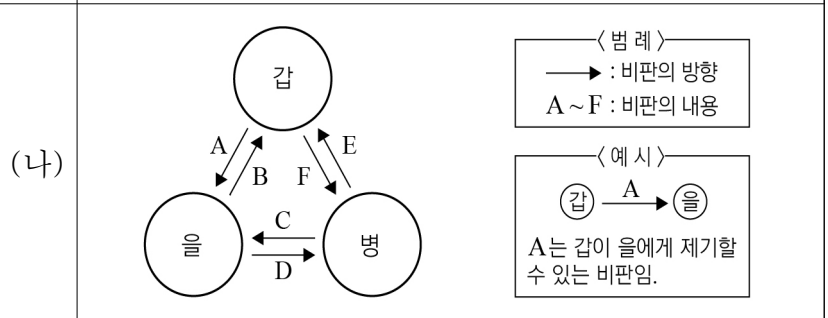 (나)
갑
을
병
A
B
C
D
E
F
〈범 례〉
: 비판의 방향
A ~ F : 비판의 내용
〈예 시〉
갑 A 을
A는 갑이 을에게 제기할
수 있는 비판임.